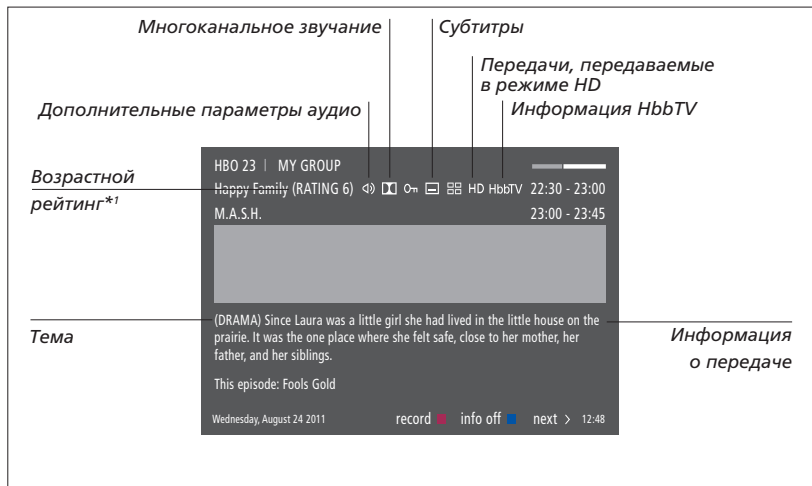 Многоканальное звучание
Субтитры
Передачи, передаваемые
в режиме HD
Дополнительные параметры аудио
Информация HbbTV
Возрастной
рейтинг*1
HBO 23 | MY GROUP
Happy Family (RATING 6) HD HbbTV 22:30 - 23:00
M.A.S.H. 23:00 - 23:45
Тема
(DRAMA) Since Laura was a little girl she had lived in the little house on the
prairie. It was the one place where she felt safe, close to her mother, her
father, and her siblings.
Информация
о передаче
This episode: Fools Gold
Wednesday, August 24 2011 record info off next > 12:48